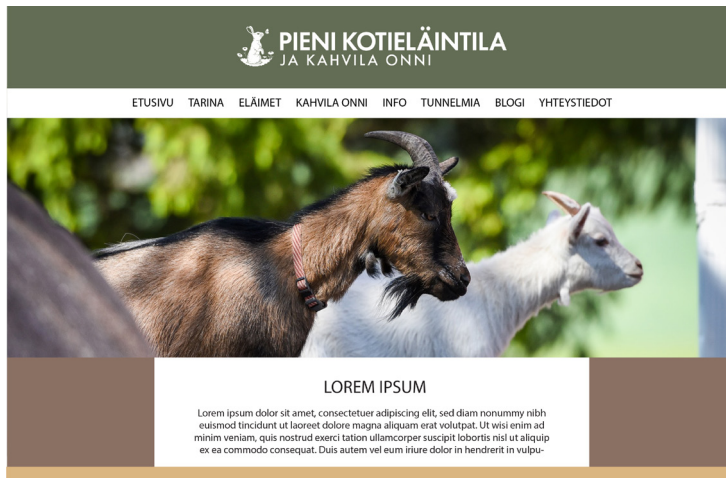 PIENI KOTIELÄINTILA
JA KAHVILA ONNI
ETUSIVU TARINA ELÄIMET KAHVILA ONNI INFO TUNNELMIA BLOGI YHTEYSTIEDOT
LOREM IPSUM
Lorem ipsum dolor sit amet, consectetuer adipiscing elit, sed diam nonummy nibh
euismod tincidunt ut laoreet dolore magna aliquam erat volutpat. Ut wisi enim ad
minim veniam, quis nostrud exerci tation ullamcorper suscipit lobortis nisl ut aliquip
ex ea commodo consequat. Duis autem vel eum iriure dolor in hendrerit in vulpu-